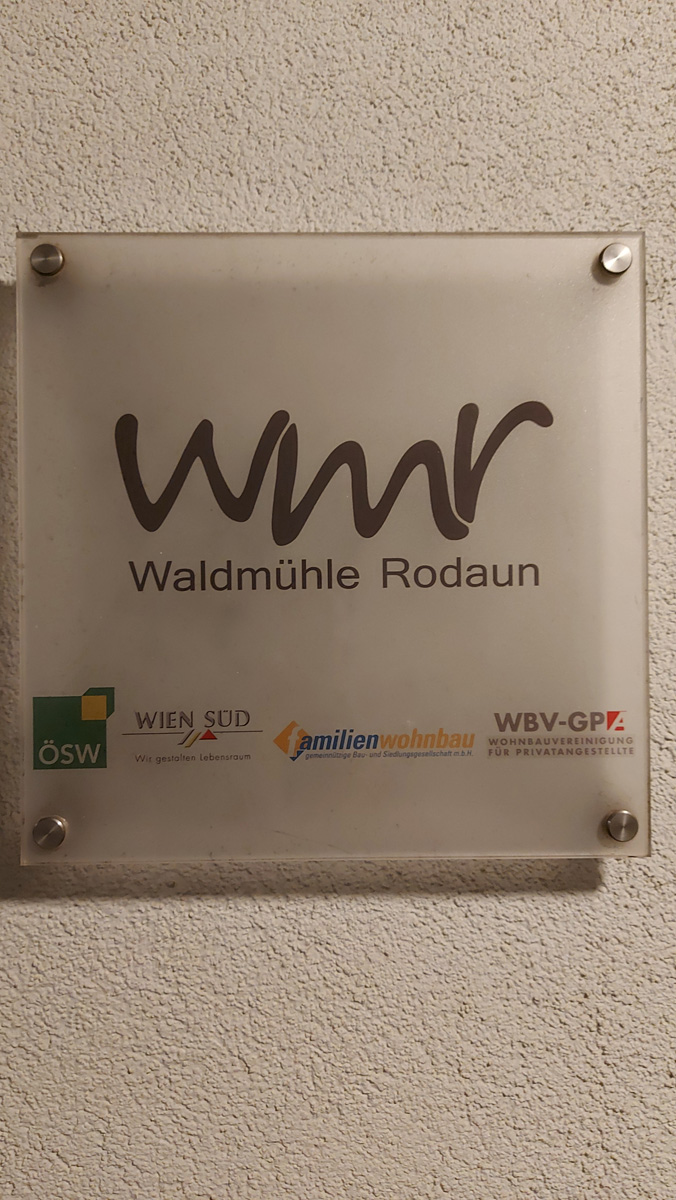 wmr
Waldmühle Rodaun
ÖSW
WIEN SÜD
Wir gestalten Lebensraum
familienwohnbau
gemeinnützige Bau- und Siedlungsgesellschaft m.b.H.
WBV-GPA
WOHNBAUVEREINIGUNG
FÜR PRIVATANGESTELLTE